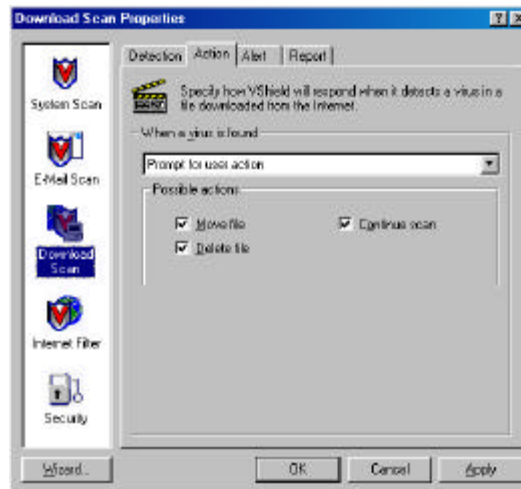 Download Scan Properties
System Scan
E-Mail Scan
Download
Scan
Internet Filter
Security
Wizard...
Detection Action Alert Report
Specify how VShield will respond when it detects a virus in a
file downloaded from the Internet.
When a virus is found
Prompt for user action
Possible actions
Move file
Continue scan
Delete file
OK Cancel Apply